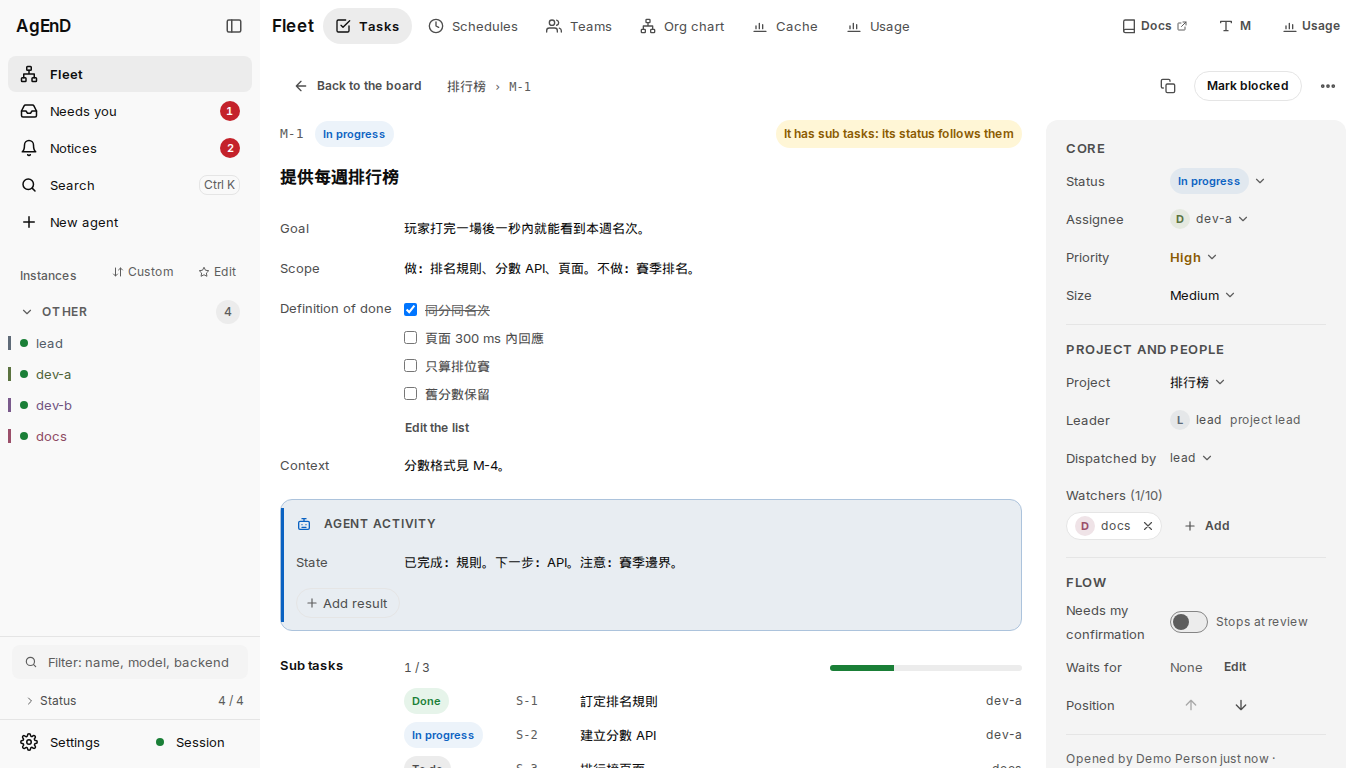 AgEnD
Fleet
Needs you 1
Notices 2
Search Ctrl K
New agent
Instances Custom Edit
OTHER 4
lead
dev-a
dev-b
docs
Filter: name, model, backend
Status 4 / 4
Settings Session
Fleet Tasks Schedules Teams Org chart Cache Usage Docs M Usage
Back to the board 排行榜 › M-1 Mark blocked
M-1 In progress It has sub tasks: its status follows them
提供每週排行榜
Goal 玩家打完一場後一秒內就能看到本週名次。
Scope 做：排名規則、分數 API、頁面。不做：賽季排名。
Definition of done 同分同名次
頁面 300 ms 內回應
只算排位賽
舊分數保留
Edit the list
Context 分數格式見 M-4。
AGENT ACTIVITY
State 已完成：規則。下一步：API。注意：賽季邊界。
Add result
Sub tasks 1 / 3
Done S-1 訂定排名規則 dev-a
In progress S-2 建立分數 API dev-a
To do S-3 排行榜頁面 docs
CORE
Status In progress
Assignee D dev-a
Priority High
Size Medium
PROJECT AND PEOPLE
Project 排行榜
Leader L lead project lead
Dispatched by lead
Watchers (1/10)
D docs Add
FLOW
Needs my confirmation Stops at review
Waits for None Edit
Position
Opened by Demo Person just now ·